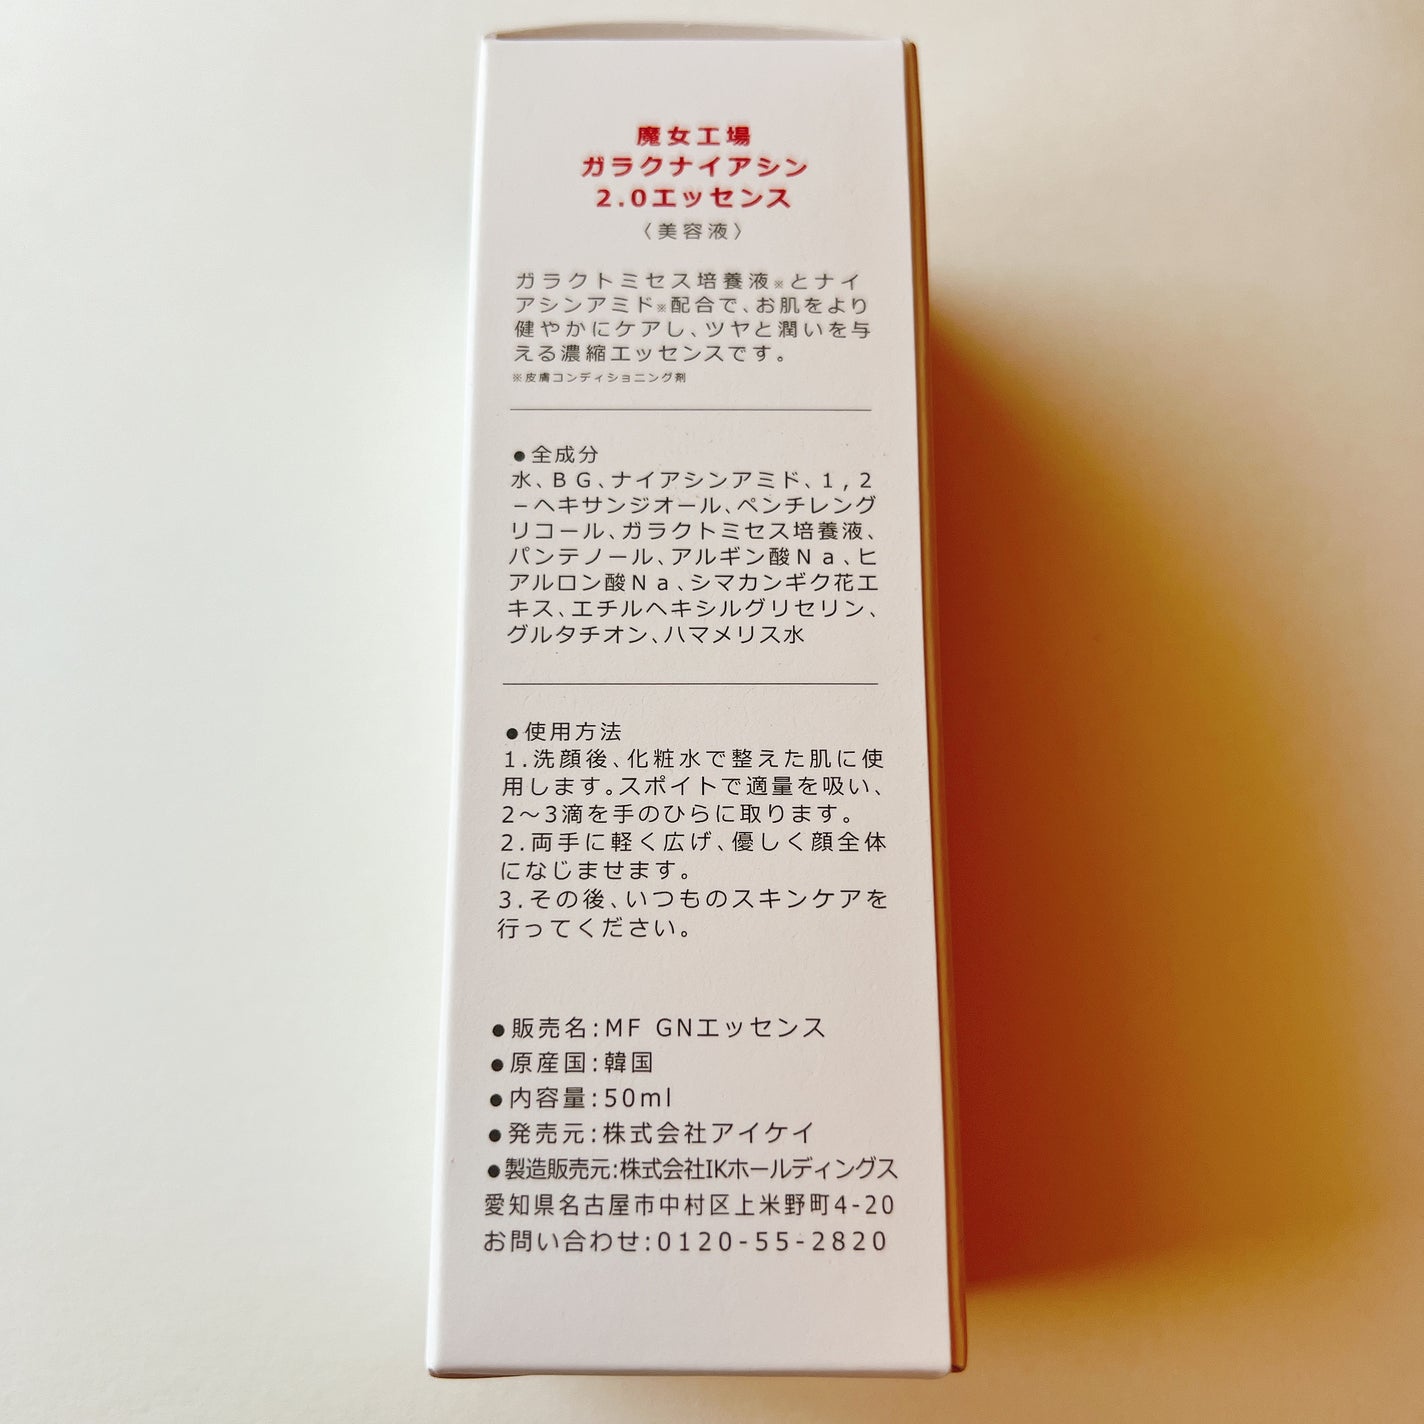 魔女工場
ガラクナイアシン
2.0エッセンス
〈美容液〉
ガラクトミセス培養液※とナイ
アシンアミド※配合で、お肌をより
健やかにケアし、ツヤと潤いを与
える濃縮エッセンスです。
※皮膚コンディショニング剤
●全成分
水、BG、ナイアシンアミド、1,2
-ヘキサンジオール、ペンチレング
リコール、ガラクトミセス培養液、
パンテノール、アルギン酸Na、ヒ
アルロン酸Na、シマカンギク花エ
キス、エチルヘキシルグリセリン、
グルタチオン、ハマメリス水
●使用方法
1.洗顔後、化粧水で整えた肌に使
用します。スポイトで適量を吸い、
2〜3滴を手のひらに取ります。
2.両手に軽く広げ、優しく顔全体
になじませます。
3.その後、いつものスキンケアを
行ってください。
●販売名:MF GNエッセンス
●原産国:韓国
●内容量:50ml
●発売元:株式会社アイケイ
●製造販売元:株式会社IKホールディングス
愛知県名古屋市中村区上米野町4-20
お問い合わせ:0120-55-2820